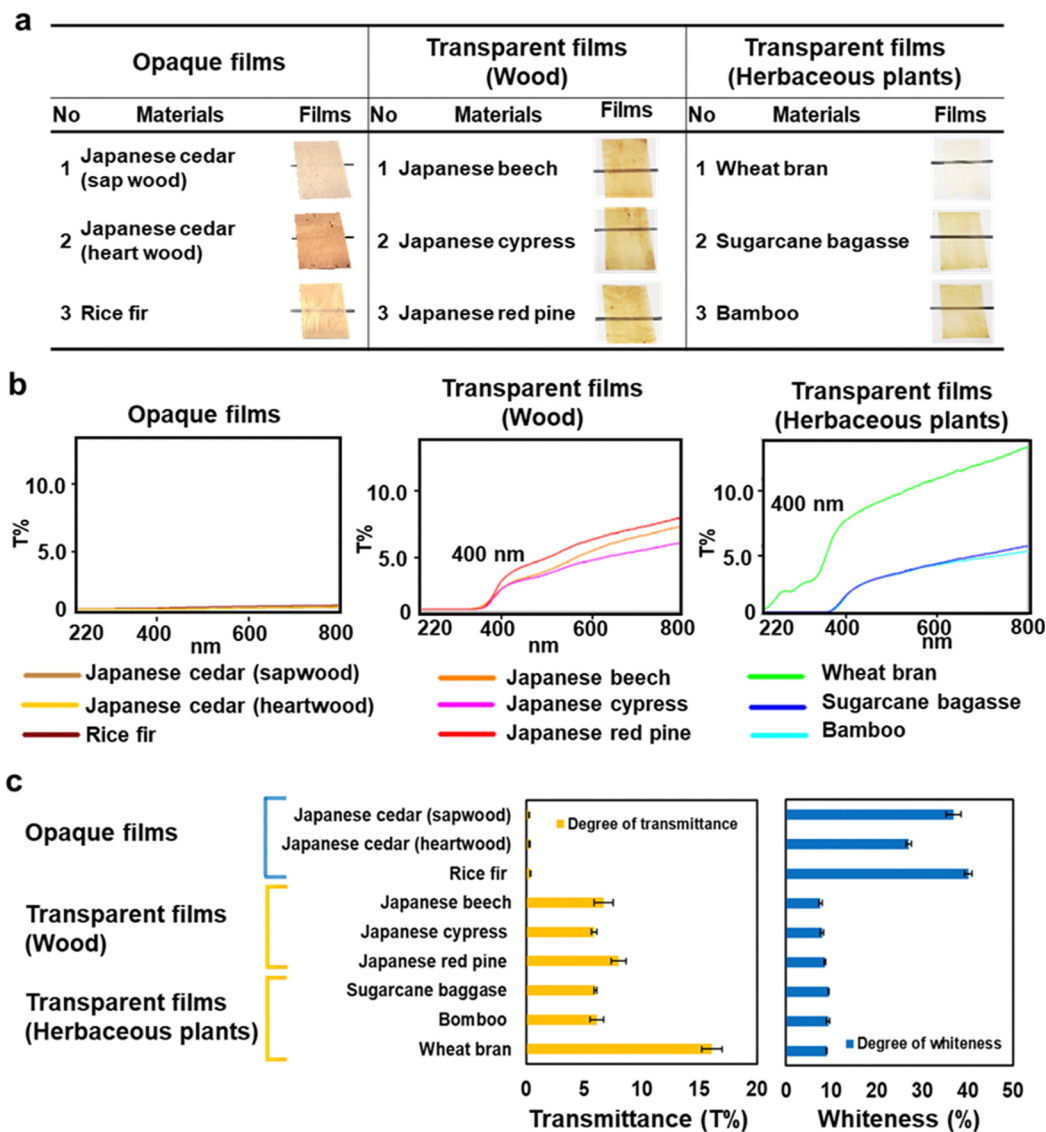 a
Opaque films
Transparent films
(Wood)
Transparent films
(Herbaceous plants)
No Materials Films
No Materials Films
No Materials Films
1 Japanese cedar
(sap wood)
1 Japanese beech
1 Wheat bran
2 Japanese cedar
(heart wood)
2 Japanese cypress
2 Sugarcane bagasse
3 Rice fir
3 Japanese red pine
3 Bamboo
b
Opaque films
T%
10.0
5.0
0
220 400 600 800
nm
Japanese cedar (sapwood)
Japanese cedar (heartwood)
Rice fir
Transparent films
(Wood)
T%
10.0
5.0
0
400 nm
220 400 600 800
nm
Japanese beech
Japanese cypress
Japanese red pine
Transparent films
(Herbaceous plants)
T%
10.0
5.0
0
400 nm
220 400 600 800
nm
Wheat bran
Sugarcane bagasse
Bamboo
c
Opaque films
Transparent films
(Wood)
Transparent films
(Herbaceous plants)
Japanese cedar (sapwood)
Japanese cedar (heartwood)
Rice fir
Japanese beech
Japanese cypress
Japanese red pine
Sugarcane baggase
Bomboo
Wheat bran
Degree of transmittance
0 5 10 15 20
Transmittance (T%)
Degree of whiteness
0 10 20 30 40 50
Whiteness (%)